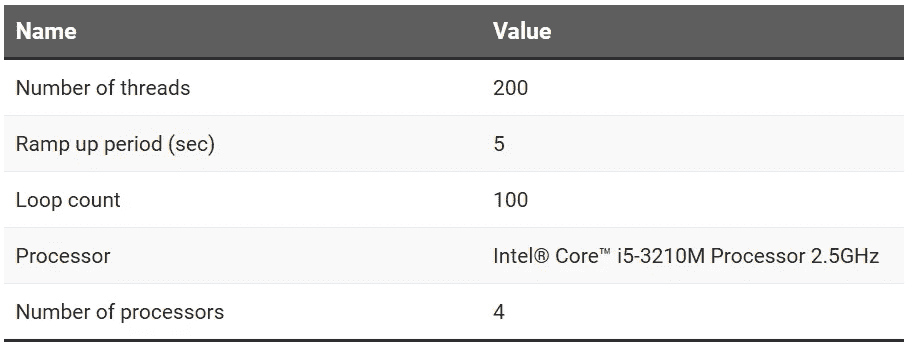 Name Value
Number of threads 200
Ramp up period (sec) 5
Loop count 100
Processor Intel® Core™ i5-3210M Processor 2.5GHz
Number of processors 4